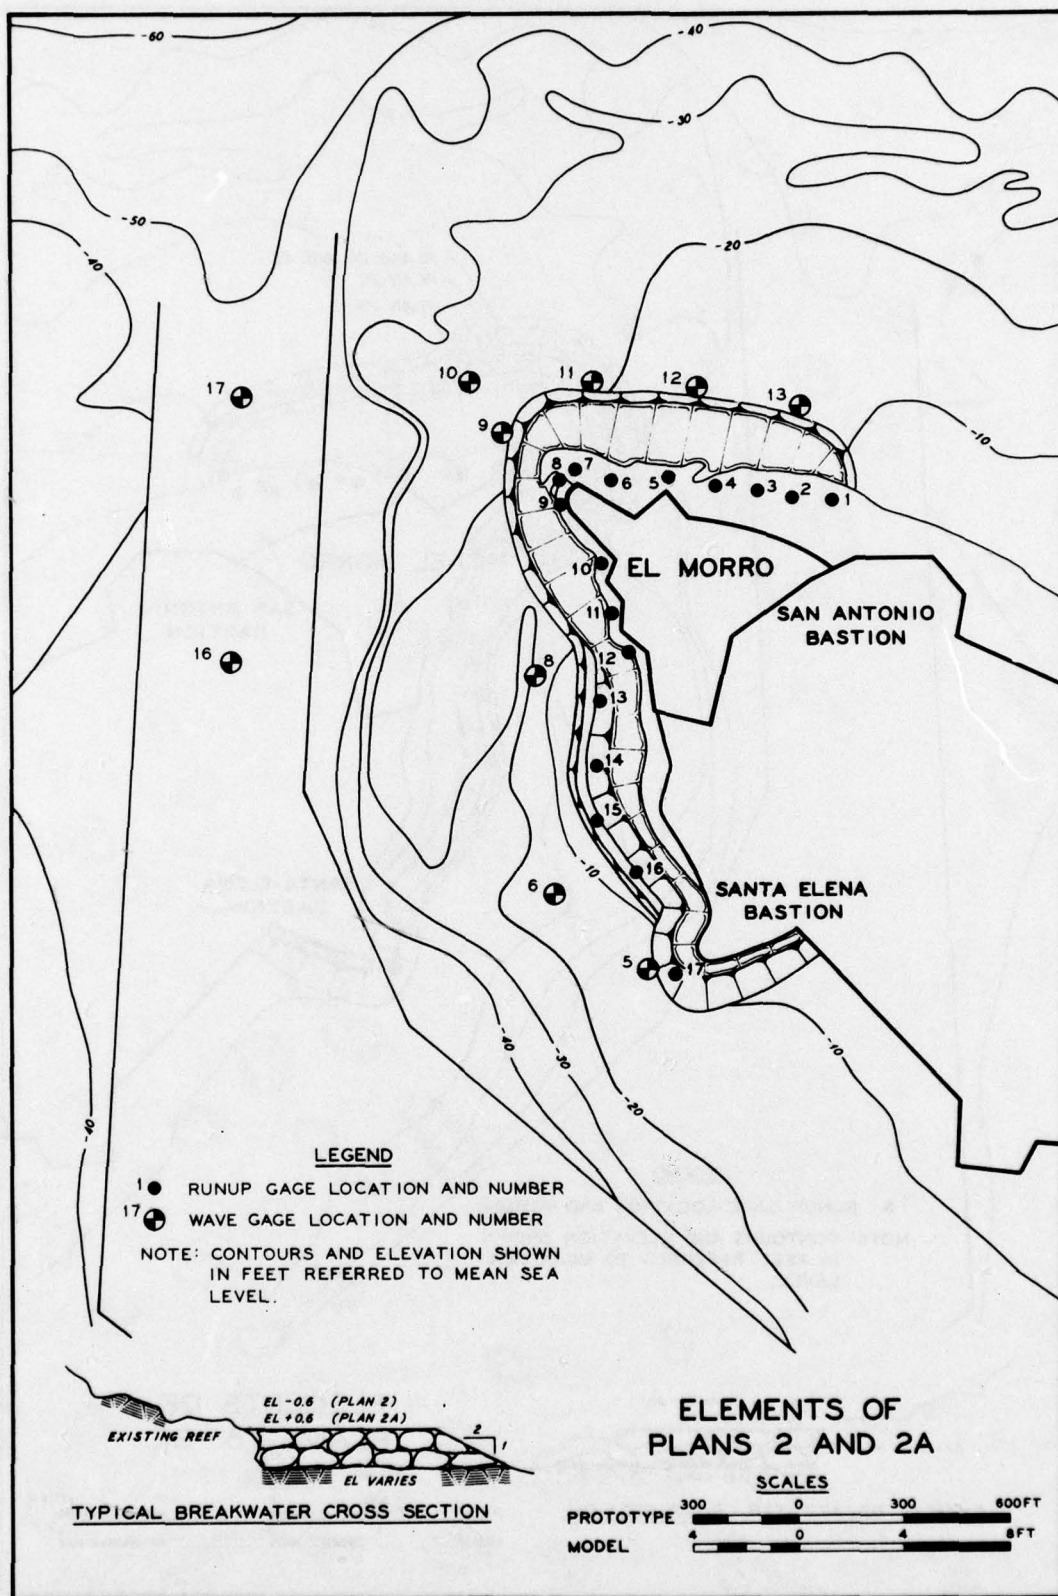 -60
-40
-30
-50
-40
-20
-10
17
10
11
12
13
9
8
7
6
5
4
3
2
1
9
10
EL MORRO
11
SAN ANTONIO
BASTION
12
16
8
13
14
15
-10
16
6
SANTA ELENA
BASTION
5
17
-40
-30
-20
-10
-40
LEGEND
1 RUNUP GAGE LOCATION AND NUMBER
17 WAVE GAGE LOCATION AND NUMBER
NOTE: CONTOURS AND ELEVATION SHOWN
IN FEET REFERRED TO MEAN SEA
LEVEL.
EL -0.6 (PLAN 2)
EL +0.6 (PLAN 2A)
2
1
EXISTING REEF
EL VARIES
TYPICAL BREAKWATER CROSS SECTION
ELEMENTS OF
PLANS 2 AND 2A
SCALES
300 0 300 600FT
PROTOTYPE
4 0 4 8FT
MODEL